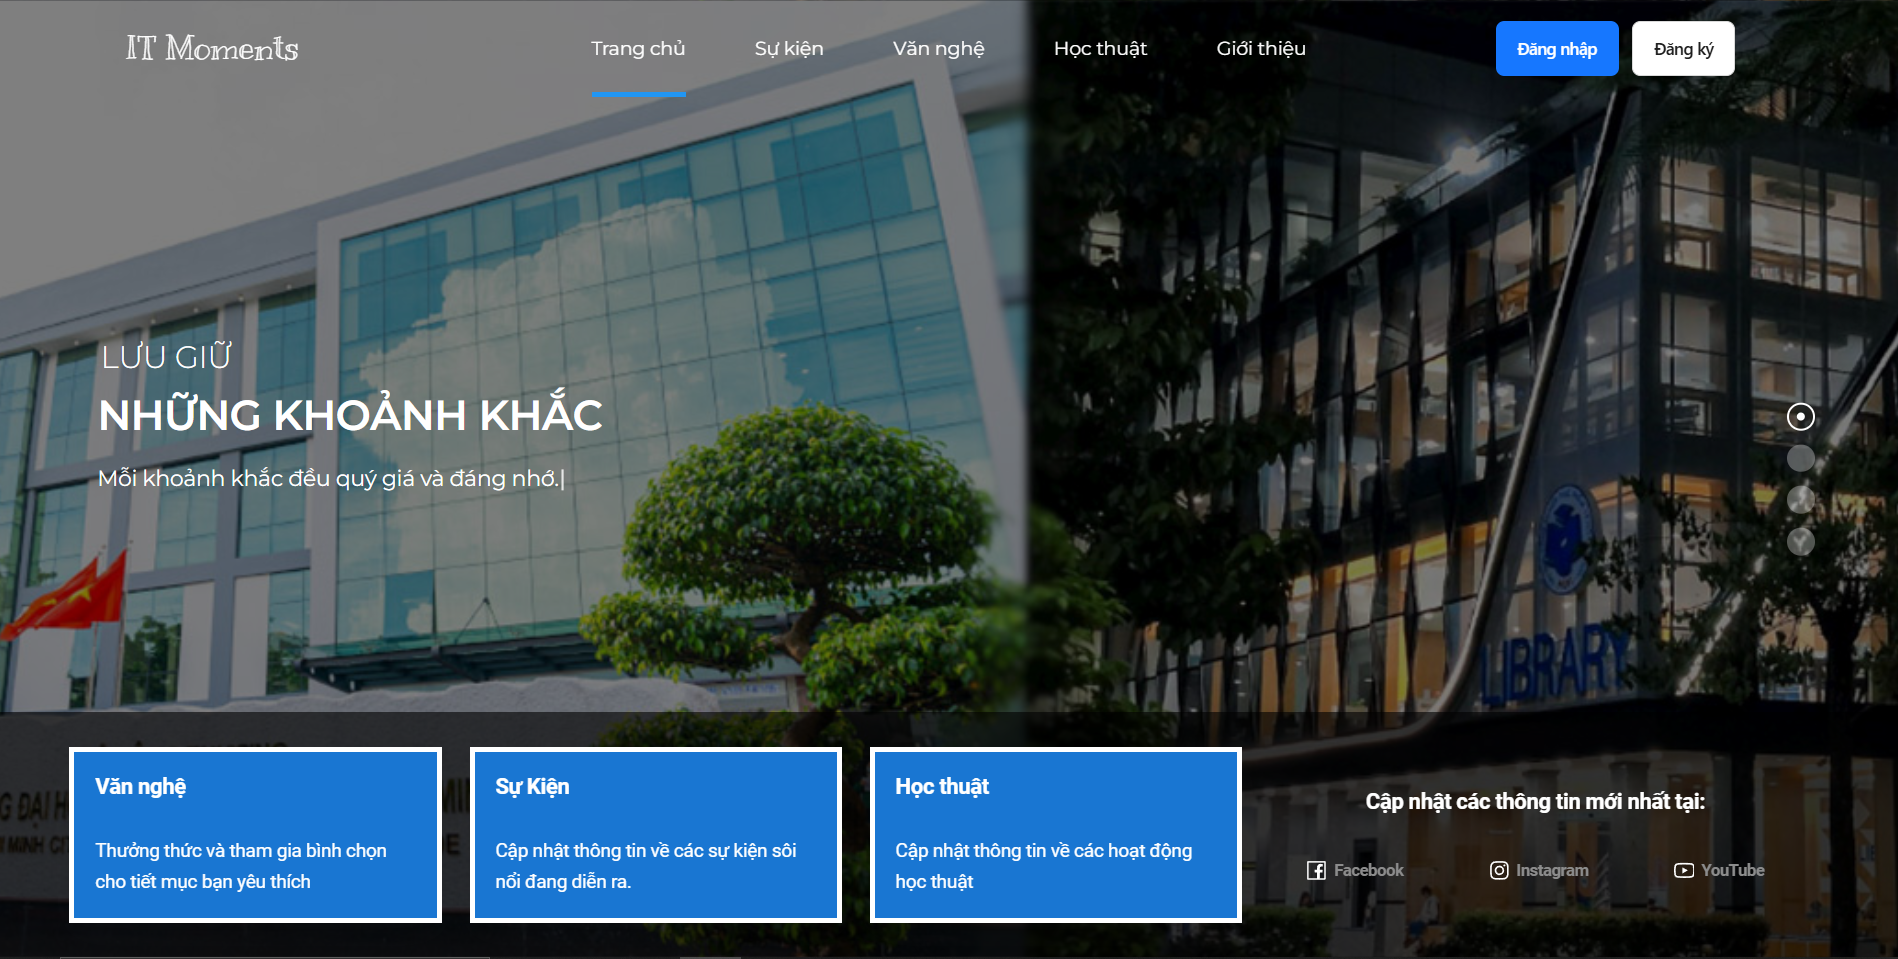 IT Moments
Trang chủ
Sự kiện
Văn nghệ
Học thuật
Giới thiệu
Đăng nhập
Đăng ký
LƯU GIỮ
NHỮNG KHOẢNH KHẮC
Mỗi khoảnh khắc đều quý giá và đáng nhớ.|
LIBRARY
Văn nghệ
Thưởng thức và tham gia bình chọn
cho tiết mục bạn yêu thích
Sự Kiện
Cập nhật thông tin về các sự kiện sôi
nổi đang diễn ra.
Học thuật
Cập nhật thông tin về các hoạt động
học thuật
Cập nhật các thông tin mới nhất tại:
Facebook
Instagram
YouTube